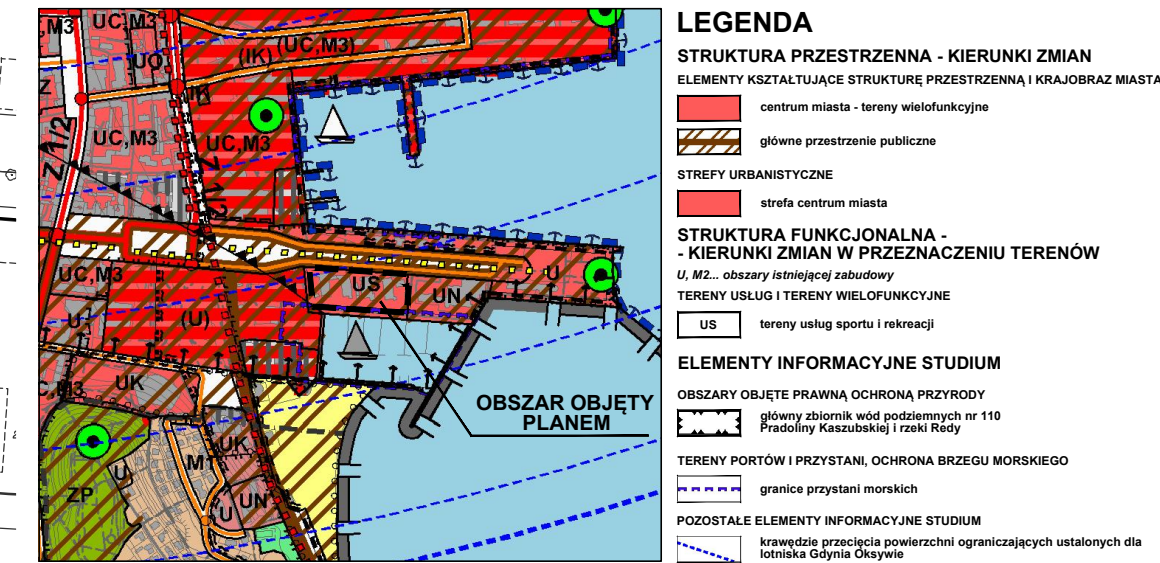 ,M3
UC,M3
UO
(IK)
(UC,M3)
IK
Z
UC,M3
UC,M3
Z 1/2
Z 1/2
US
UN
U
UC,M3
U
(U)
C,M3
UK
OBSZAR OBJĘTY
PLANEM
UK
M1
U
ZP
U
UN
LEGENDA
STRUKTURA PRZESTRZENNA - KIERUNKI ZMIAN
ELEMENTY KSZTAŁTUJĄCE STRUKTURĘ PRZESTRZENNĄ I KRAJOBRAZ MIASTA
centrum miasta - tereny wielofunkcyjne
główne przestrzenie publiczne
STREFY URBANISTYCZNE
strefa centrum miasta
STRUKTURA FUNKCJONALNA -
- KIERUNKI ZMIAN W PRZEZNACZENIU TERENÓW
U, M2... obszary istniejącej zabudowy
TERENY USŁUG I TERENY WIELOFUNKCYJNE
US
tereny usług sportu i rekreacji
ELEMENTY INFORMACYJNE STUDIUM
OBSZARY OBJĘTE PRAWNĄ OCHRONĄ PRZYRODY
główny zbiornik wód podziemnych nr 110
Pradoliny Kaszubskiej i rzeki Redy
TERENY PORTÓW I PRZYSTANI, OCHRONA BRZEGU MORSKIEGO
granice przystani morskich
POZOSTAŁE ELEMENTY INFORMACYJNE STUDIUM
krawędzie przecięcia powierzchni ograniczających ustalonych dla
lotniska Gdynia Oksywie